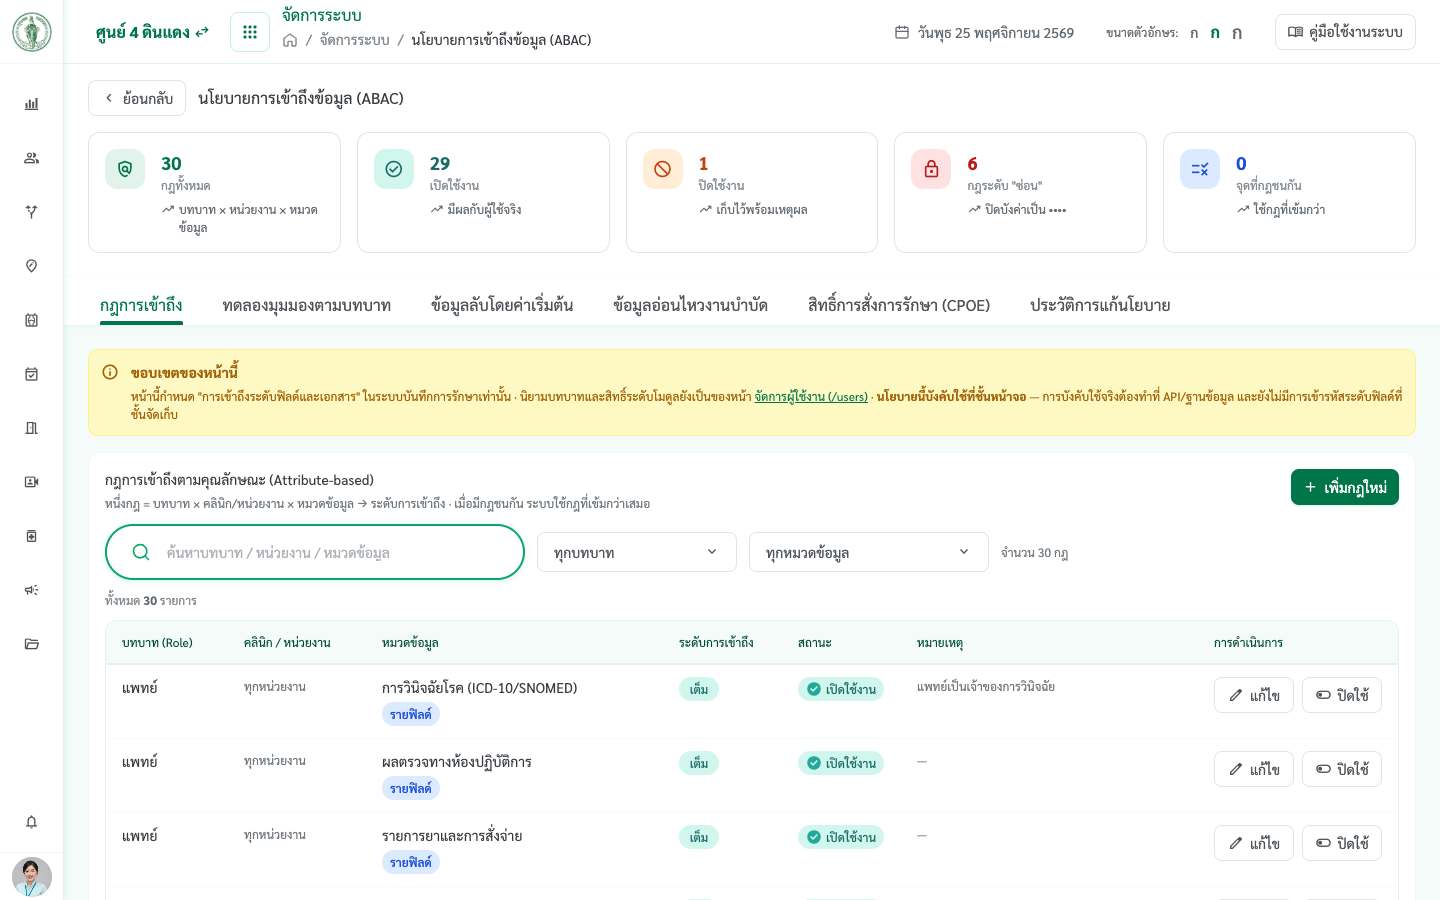 ศูนย์ 4 ดินแดง
จัดการระบบ
/ จัดการระบบ / นโยบายการเข้าถึงข้อมูล (ABAC)
วันพุธ 25 พฤศจิกายน 2569
ขนาดตัวอักษร: ก ก ก
คู่มือใช้งานระบบ
ย้อนกลับ
นโยบายการเข้าถึงข้อมูล (ABAC)
30
กฎทั้งหมด
บทบาท × หน่วยงาน × หมวด
ข้อมูล
29
เปิดใช้งาน
มีผลกับผู้ใช้จริง
1
ปิดใช้งาน
เก็บไว้พร้อมเหตุผล
6
กฎระดับ "ซ่อน"
ปิดบังค่าเป็น ••••
0
จุดที่กฎชนกัน
ใช้กฎที่เข้มกว่า
กฎการเข้าถึง
ทดลองมุมมองตามบทบาท
ข้อมูลลับโดยค่าเริ่มต้น
ข้อมูลอ่อนไหวงานบำบัด
สิทธิ์การสั่งการรักษา (CPOE)
ประวัติการแก้นโยบาย
ขอบเขตของหน้านี้
หน้านี้กำหนด "การเข้าถึงระดับฟิลด์และเอกสาร" ในระบบบันทึกการรักษาเท่านั้น · นิยามบทบาทและสิทธิ์ระดับโมดูลยังเป็นของหน้า จัดการผู้ใช้งาน (/users) · นโยบายนี้บังคับใช้ที่ชั้นหน้าจอ — การบังคับใช้จริงต้องทำที่ API/ฐานข้อมูล และยังไม่มีการเข้ารหัสระดับฟิลด์ที่
ชั้นจัดเก็บ
กฎการเข้าถึงตามคุณลักษณะ (Attribute-based)
หนึ่งกฎ = บทบาท × คลินิก/หน่วยงาน × หมวดข้อมูล → ระดับการเข้าถึง · เมื่อมีกฎชนกัน ระบบใช้กฎที่เข้มกว่าเสมอ
เพิ่มกฎใหม่
ค้นหาบทบาท / หน่วยงาน / หมวดข้อมูล
ทุกบทบาท
ทุกหมวดข้อมูล
จำนวน 30 กฎ
ทั้งหมด 30 รายการ
บทบาท (Role) คลินิก / หน่วยงาน หมวดข้อมูล ระดับการเข้าถึง สถานะ หมายเหตุ การดำเนินการ
แพทย์ ทุกหน่วยงาน การวินิจฉัยโรค (ICD-10/SNOMED) เต็ม เปิดใช้งาน แพทย์เป็นเจ้าของการวินิจฉัย แก้ไข ปิดใช้
รายฟิลด์
แพทย์ ทุกหน่วยงาน ผลตรวจทางห้องปฏิบัติการ เต็ม เปิดใช้งาน — แก้ไข ปิดใช้
รายฟิลด์
แพทย์ ทุกหน่วยงาน รายการยาและการสั่งจ่าย เต็ม เปิดใช้งาน — แก้ไข ปิดใช้
รายฟิลด์